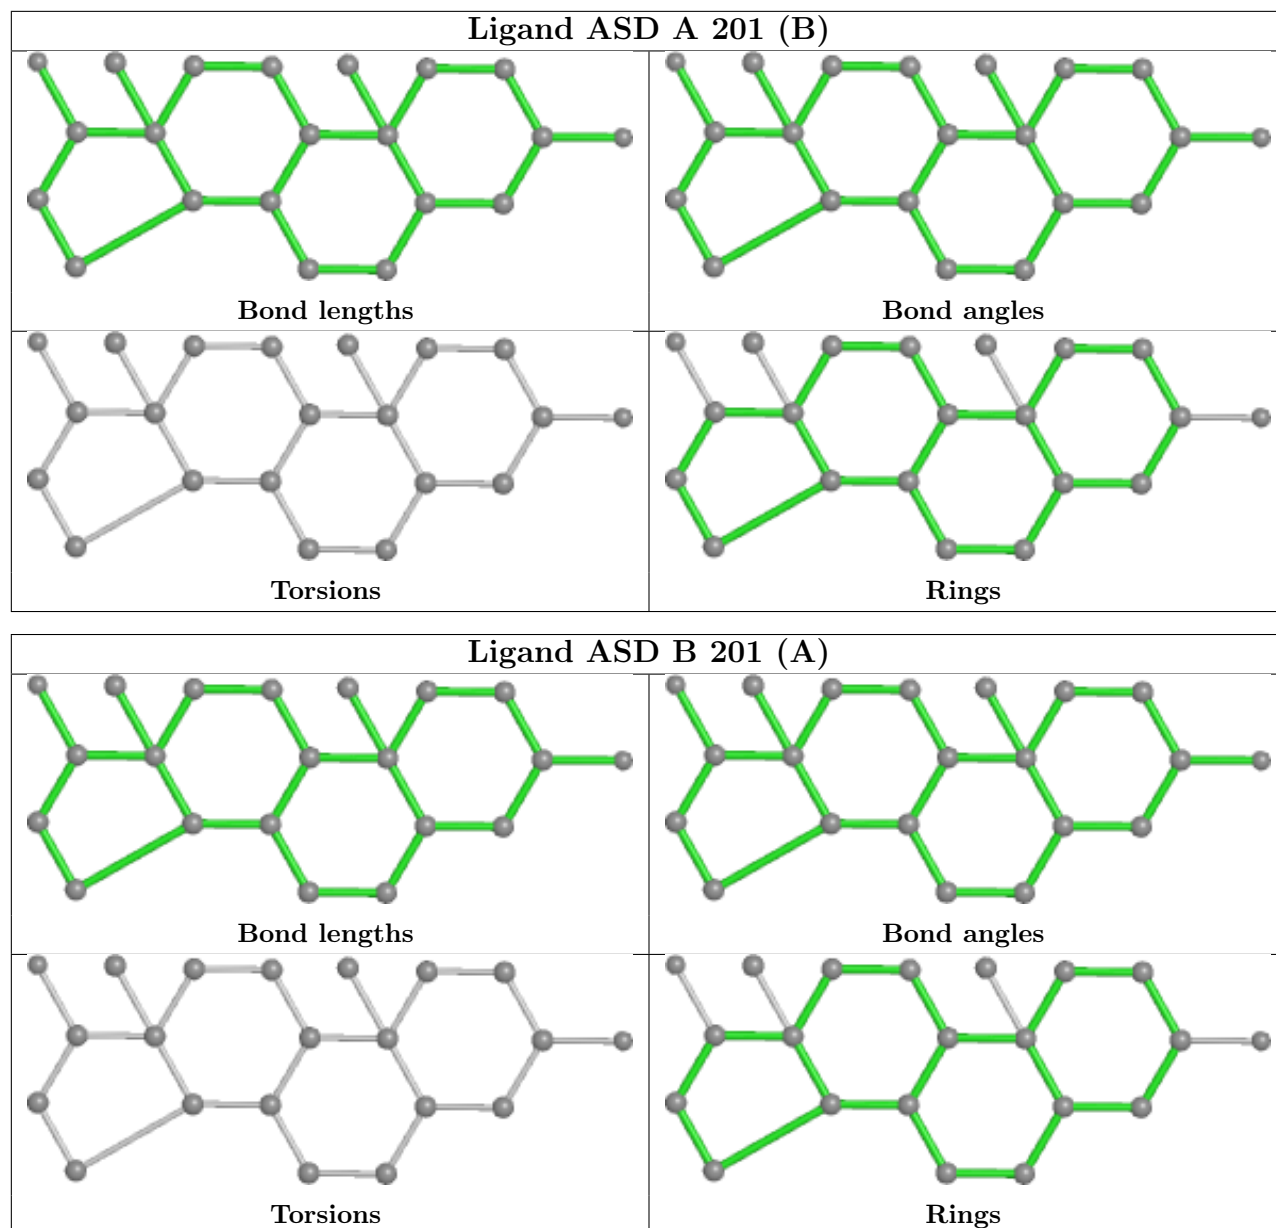 Ligand ASD A 201 (B)
Bond lengths
Bond angles
Torsions
Rings
Ligand ASD B 201 (A)
Bond lengths
Bond angles
Torsions
Rings